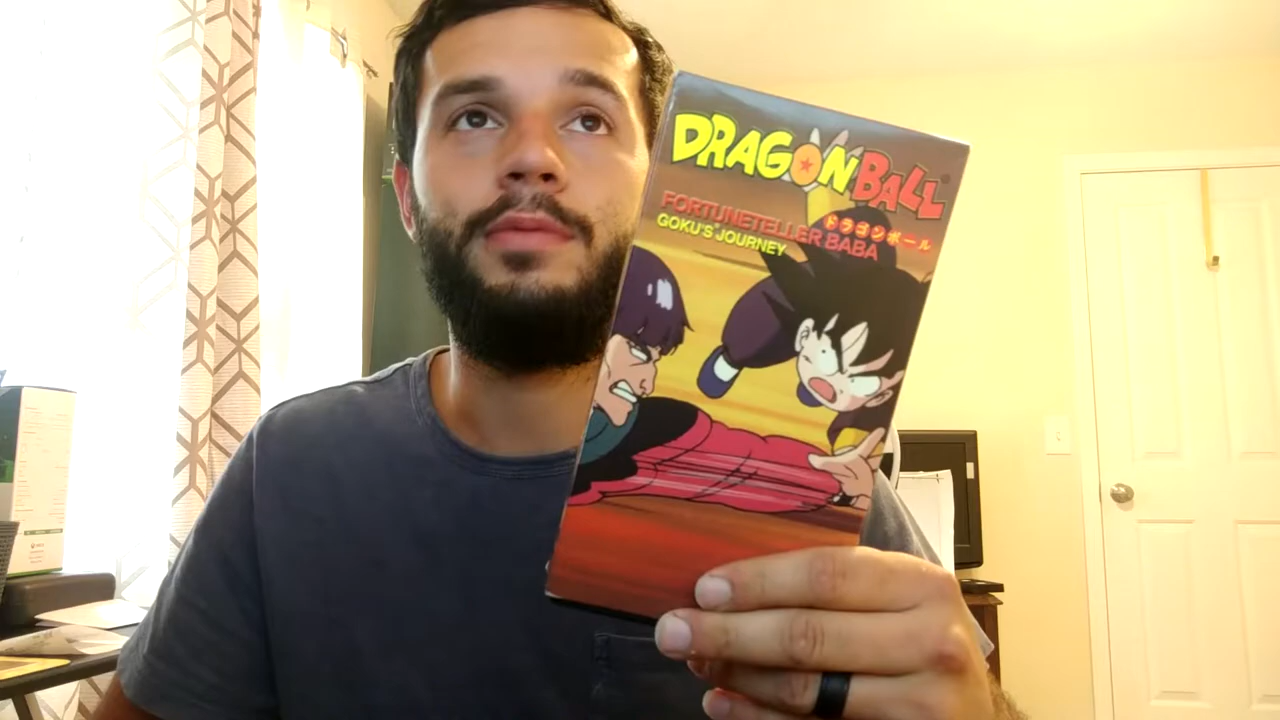 DRAGON BALL
ドラゴンボール
FORTUNETELLER BABA
GOKU'S JOURNEY